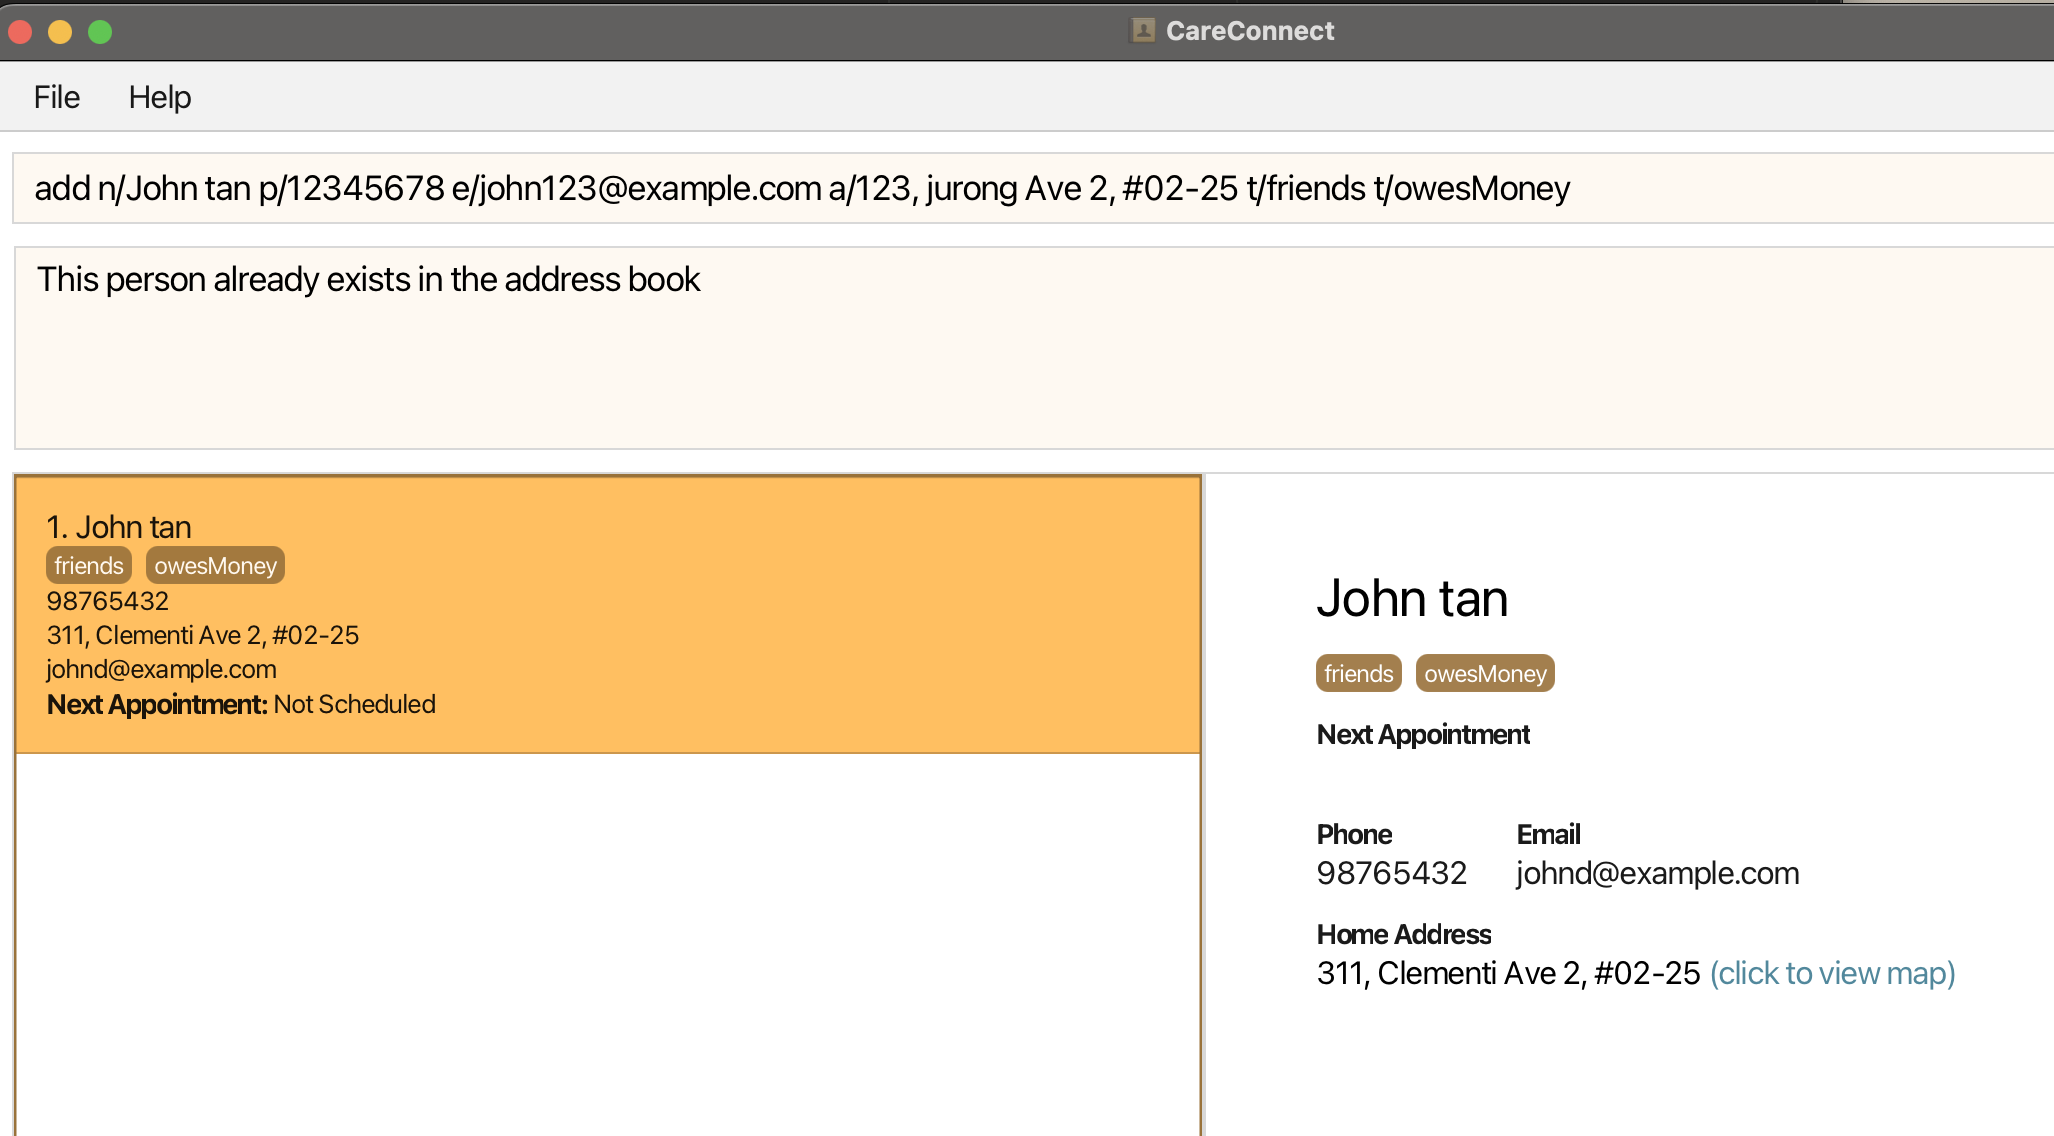 CareConnect
File Help
add n/John tan p/12345678 e/john123@example.com a/123, jurong Ave 2, #02-25 t/friends t/owesMoney
This person already exists in the address book
1. John tan
friends owesMoney
98765432
311, Clementi Ave 2, #02-25
johnd@example.com
Next Appointment: Not Scheduled
John tan
friends owesMoney
Next Appointment
Phone Email
98765432 johnd@example.com
Home Address
311, Clementi Ave 2, #02-25 (click to view map)